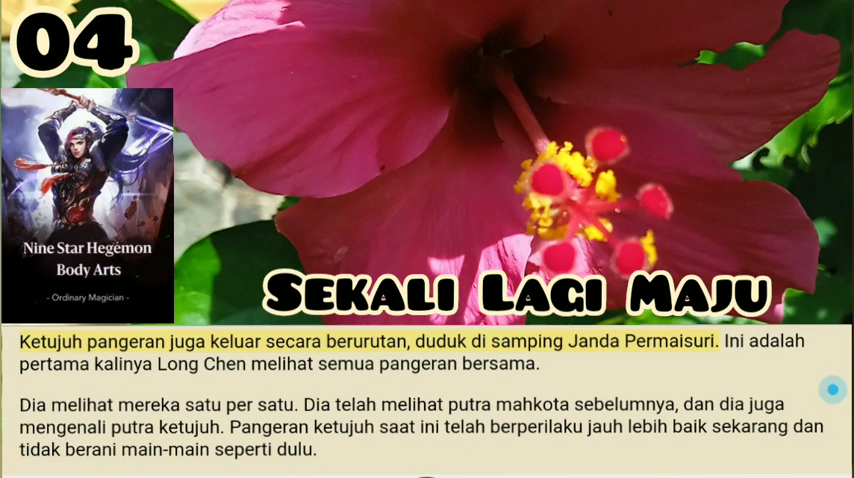 04
Nine Star Hegemon
Body Arts
- Ordinary Magician -
Sekali Lagi Maju
Ketujuh pangeran juga keluar secara berurutan, duduk di samping Janda Permaisuri. Ini adalah
pertama kalinya Long Chen melihat semua pangeran bersama.
Dia melihat mereka satu per satu. Dia telah melihat putra mahkota sebelumnya, dan dia juga
mengenali putra ketujuh. Pangeran ketujuh saat ini telah berperilaku jauh lebih baik sekarang dan
tidak berani main-main seperti dulu.